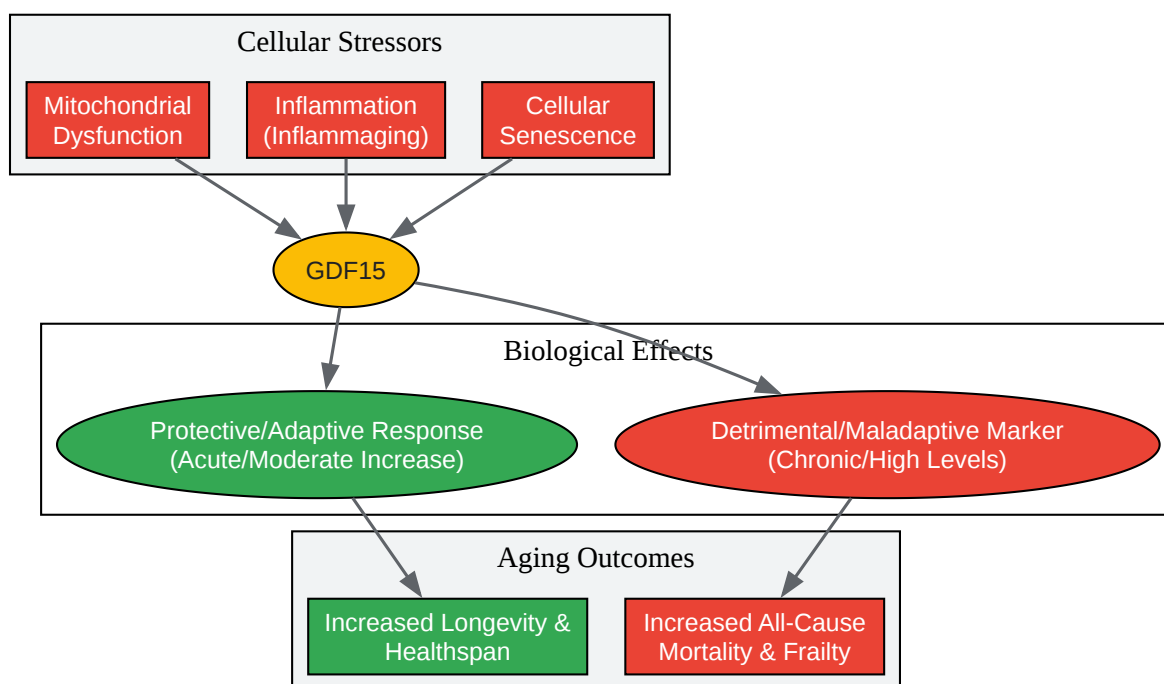 Cellular Stressors
Mitochondrial
Dysfunction
Inflammation
(Inflammaging)
Cellular
Senescence
GDF15
Biological Effects
Protective/Adaptive Response
(Acute/Moderate Increase)
Detrimental/Maladaptive Marker
(Chronic/High Levels)
Aging Outcomes
Increased Longevity &
Healthspan
Increased All-Cause
Mortality & Frailty